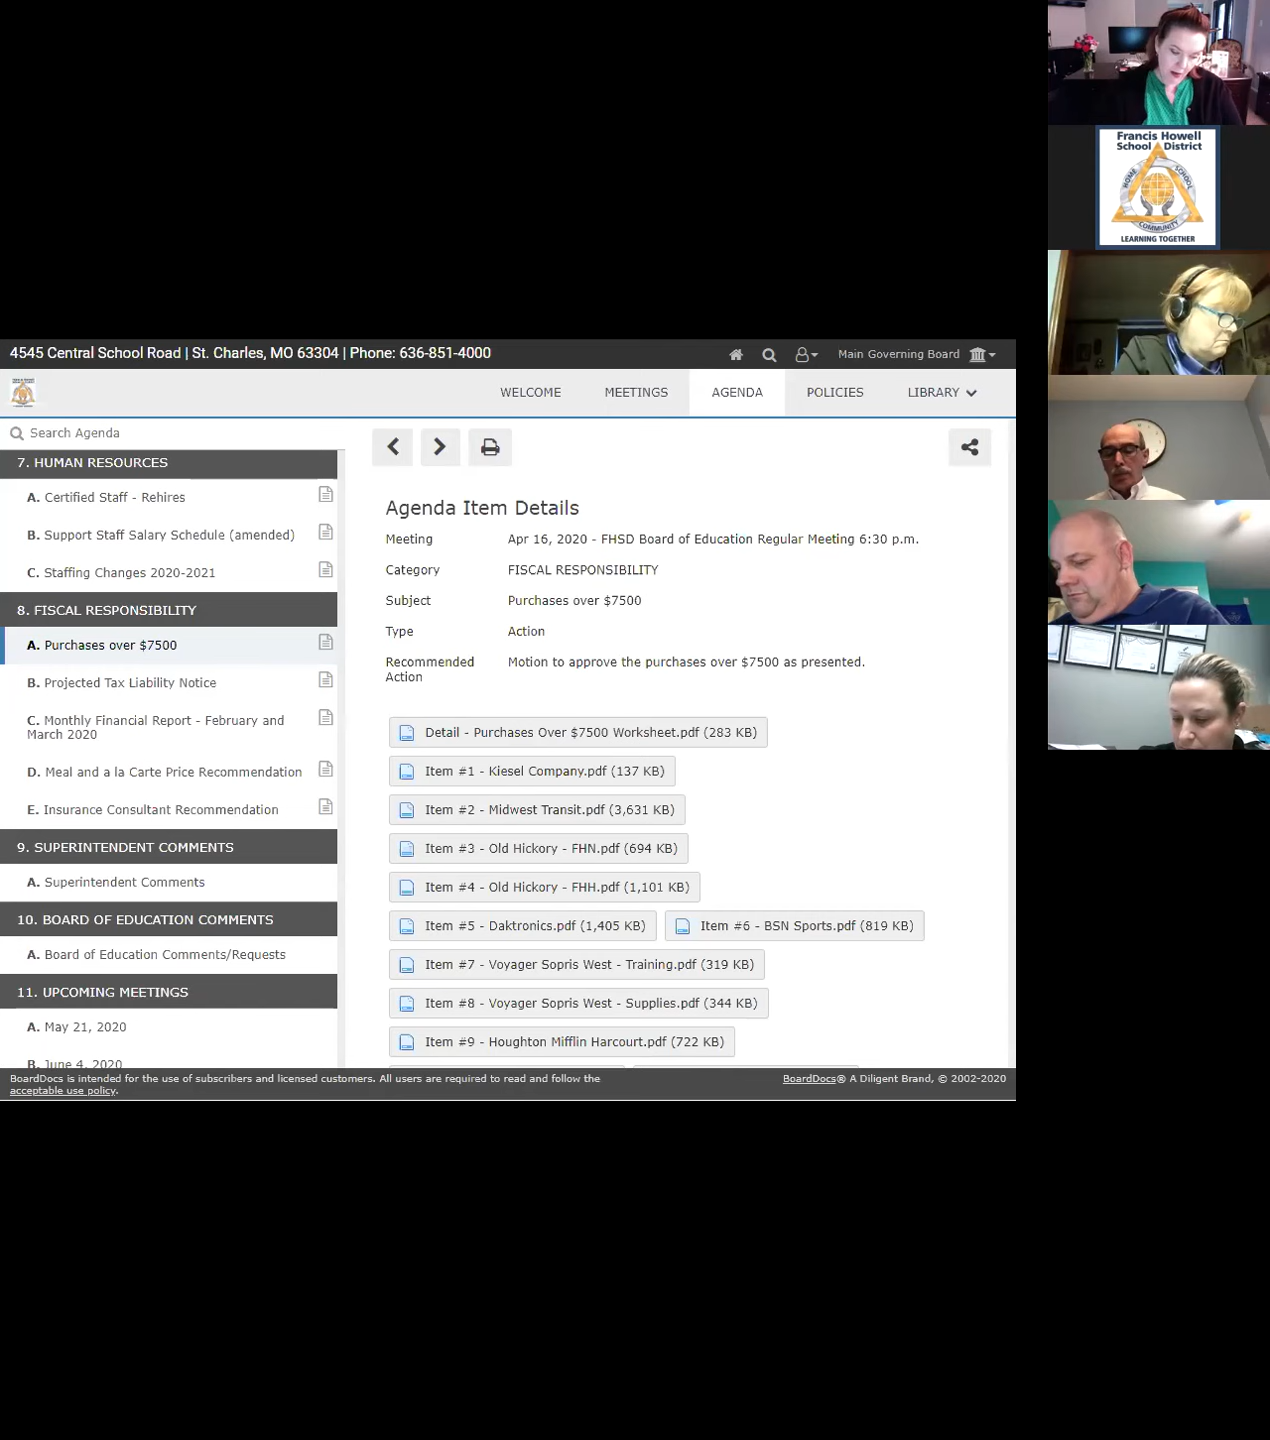 Francis Howell
School District
HOME
SCHOOL
COMMUNITY
LEARNING TOGETHER
4545 Central School Road | St. Charles, MO 63304 | Phone: 636-851-4000
Main Governing Board
WELCOME
MEETINGS
AGENDA
POLICIES
LIBRARY
Search Agenda
7. HUMAN RESOURCES
A. Certified Staff - Rehires
B. Support Staff Salary Schedule (amended)
C. Staffing Changes 2020-2021
8. FISCAL RESPONSIBILITY
A. Purchases over $7500
B. Projected Tax Liability Notice
C. Monthly Financial Report - February and
March 2020
D. Meal and a la Carte Price Recommendation
E. Insurance Consultant Recommendation
9. SUPERINTENDENT COMMENTS
A. Superintendent Comments
10. BOARD OF EDUCATION COMMENTS
A. Board of Education Comments/Requests
11. UPCOMING MEETINGS
A. May 21, 2020
B. June 4, 2020
Agenda Item Details
Meeting Apr 16, 2020 - FHSD Board of Education Regular Meeting 6:30 p.m.
Category FISCAL RESPONSIBILITY
Subject Purchases over $7500
Type Action
Recommended Motion to approve the purchases over $7500 as presented.
Action
Detail - Purchases Over $7500 Worksheet.pdf (283 KB)
Item #1 - Kiesel Company.pdf (137 KB)
Item #2 - Midwest Transit.pdf (3,631 KB)
Item #3 - Old Hickory - FHN.pdf (694 KB)
Item #4 - Old Hickory - FHH.pdf (1,101 KB)
Item #5 - Daktronics.pdf (1,405 KB)
Item #6 - BSN Sports.pdf (819 KB)
Item #7 - Voyager Sopris West - Training.pdf (319 KB)
Item #8 - Voyager Sopris West - Supplies.pdf (344 KB)
Item #9 - Houghton Mifflin Harcourt.pdf (722 KB)
BoardDocs is intended for the use of subscribers and licensed customers. All users are required to read and follow the
acceptable use policy.
BoardDocs® A Diligent Brand, © 2002-2020